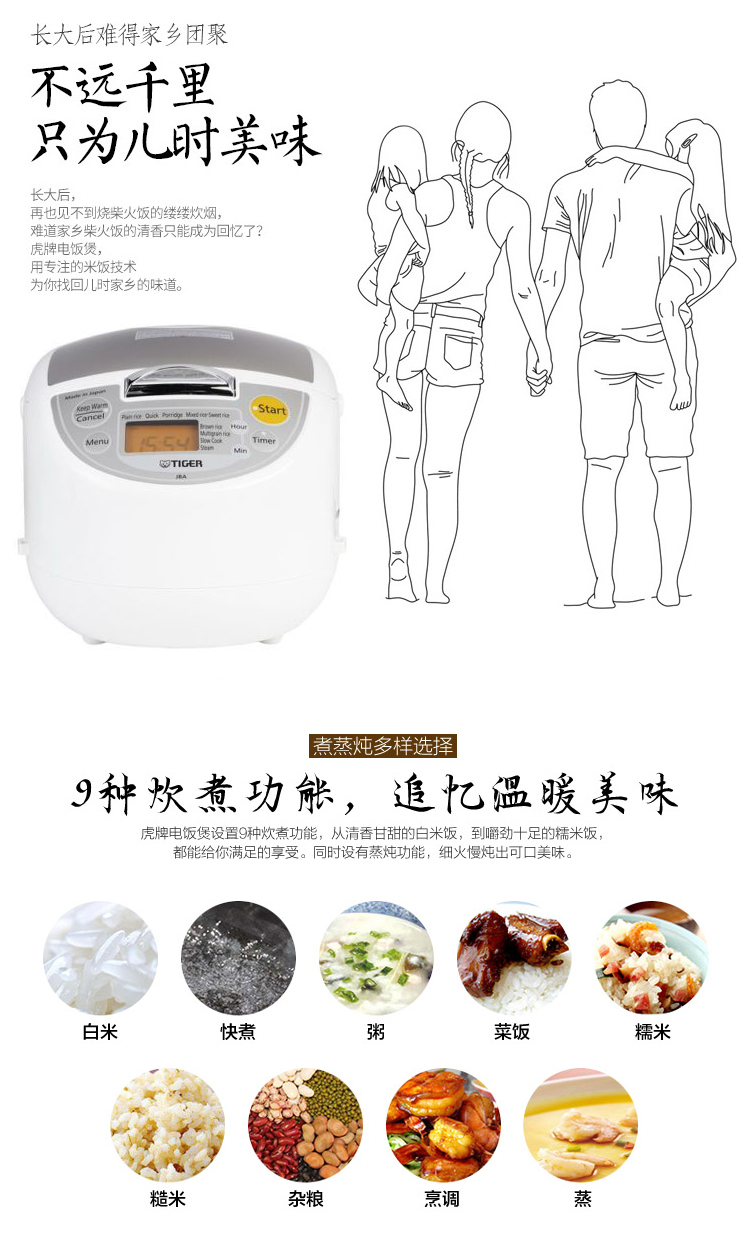 长大后难得家乡团聚
不远千里
只为儿时美味
长大后，
再也见不到烧柴火饭的缕缕炊烟，
难道家乡柴火饭的清香只能成为回忆了？
虎牌电饭煲，
用专注的米饭技术
为你找回儿时家乡的味道。
Made in Japan
Keep Warm
Cancel
Menu
Plain rice Quick Porridge Mixed rice Sweet rice
Brown rice
Multigrain rice
Slow Cook
Steam
15:54
Start
Hour
Timer
Min
TIGER
JBA
煮蒸炖多样选择
9种炊煮功能，追忆温暖美味
虎牌电饭煲设置9种炊煮功能，从清香甘甜的白米饭，到嚼劲十足的糯米饭，
都能给你满足的享受。同时设有蒸炖功能，细火慢炖出可口美味。
白米
快煮
粥
菜饭
糯米
糙米
杂粮
烹调
蒸